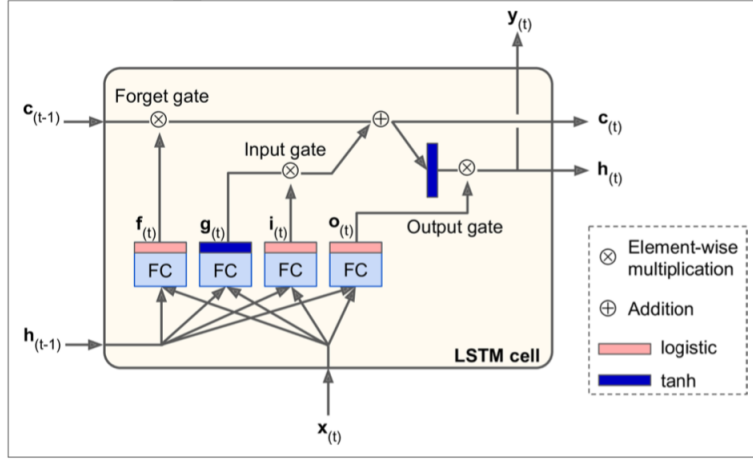 y(t)
Forget gate
c(t-1)
c(t)
Input gate
h(t)
f(t) g(t) i(t) o(t)
Output gate
FC FC FC FC
Element-wise
multiplication
Addition
h(t-1)
logistic
LSTM cell
tanh
x(t)